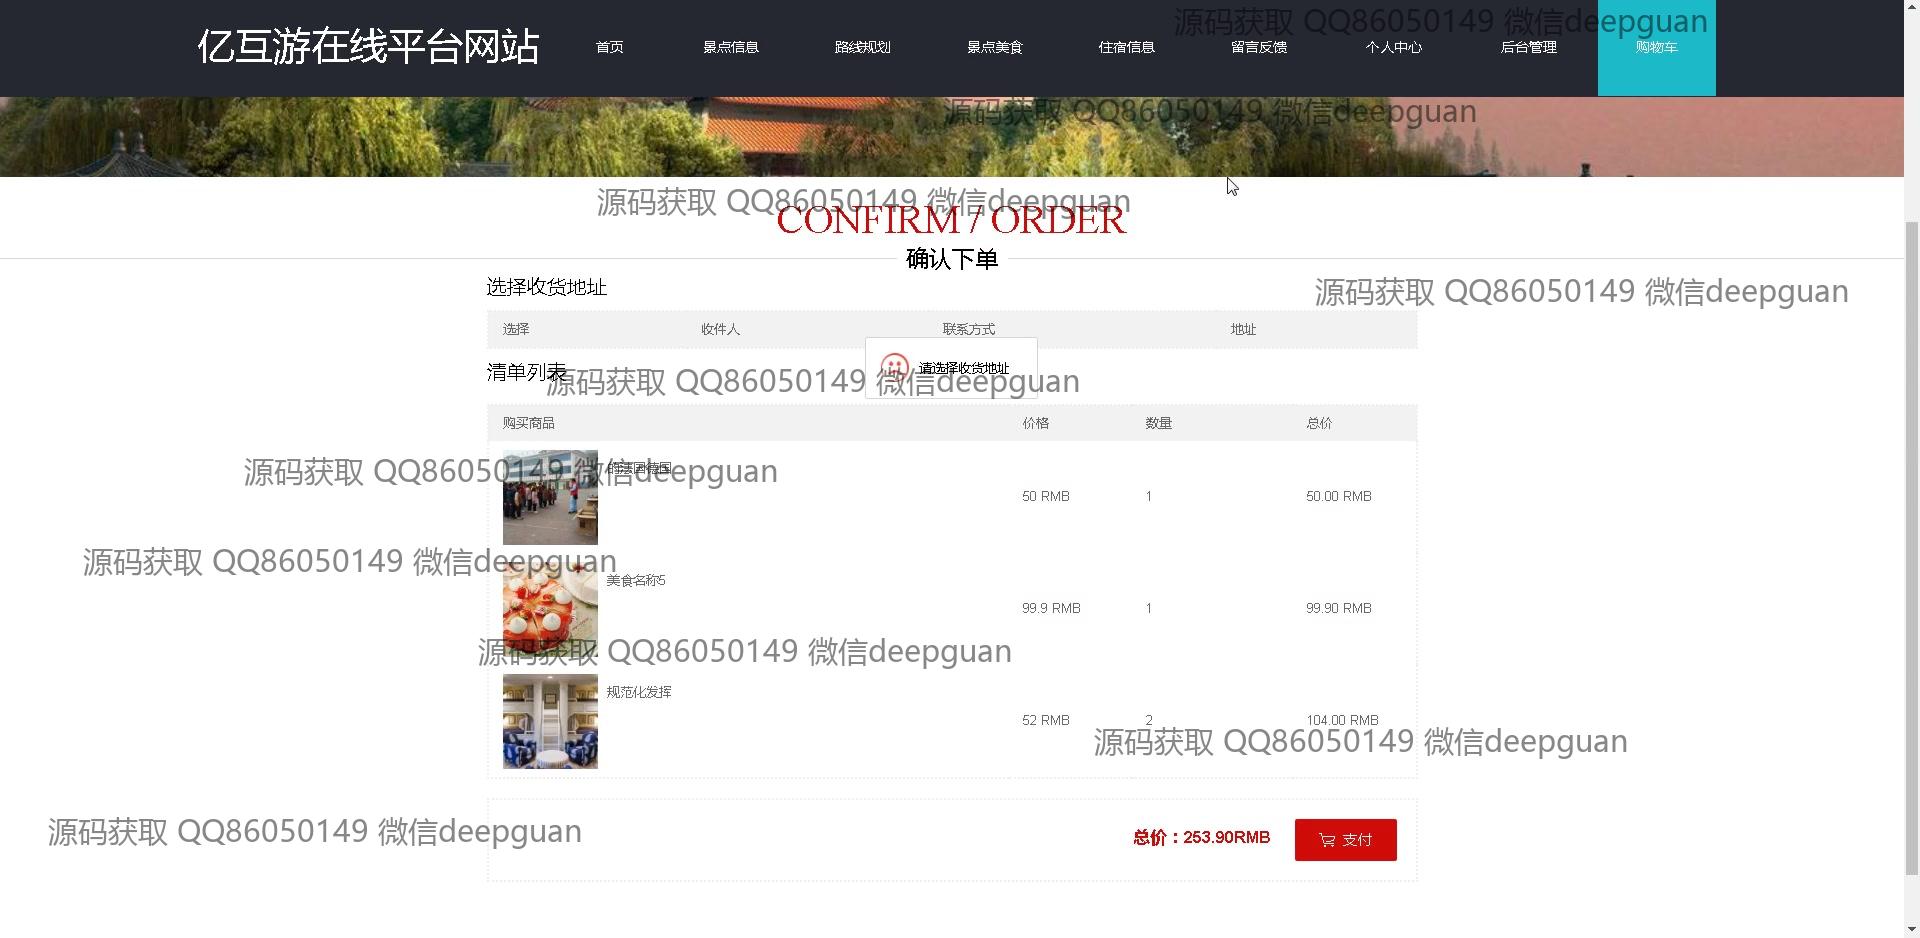 源码获取 QQ86050149 微信deepguan
亿互游在线平台网站
首页
景点信息
路线规划
景点美食
住宿信息
留言反馈
个人中心
后台管理
购物车
源码获取 QQ86050149 微信deepguan
源码获取 QQ86050149 微信deepguan
CONFIRM / ORDER
确认下单
选择收货地址
源码获取 QQ86050149 微信deepguan
选择 收件人 联系方式 地址
请选择收货地址
清单列表
源码获取 QQ86050149 微信deepguan
购买商品 价格 数量 总价
的法国德国
源码获取 QQ86050149 微信deepguan
50 RMB 1 50.00 RMB
源码获取 QQ86050149 微信deepguan
美食名称5
99.9 RMB 1 99.90 RMB
源码获取 QQ86050149 微信deepguan
规范化发挥
52 RMB 2 104.00 RMB
源码获取 QQ86050149 微信deepguan
源码获取 QQ86050149 微信deepguan
总价：253.90RMB
支付